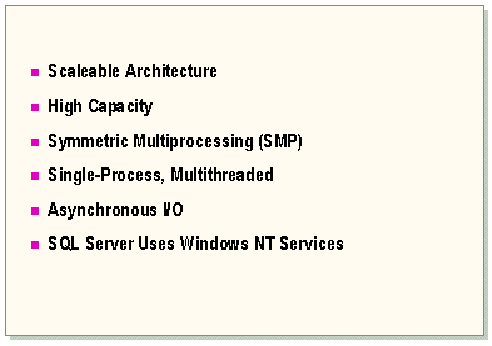 Scaleable Architecture
High Capacity
Symmetric Multiprocessing (SMP)
Single-Process, Multithreaded
Asynchronous I/O
SQL Server Uses Windows NT Services